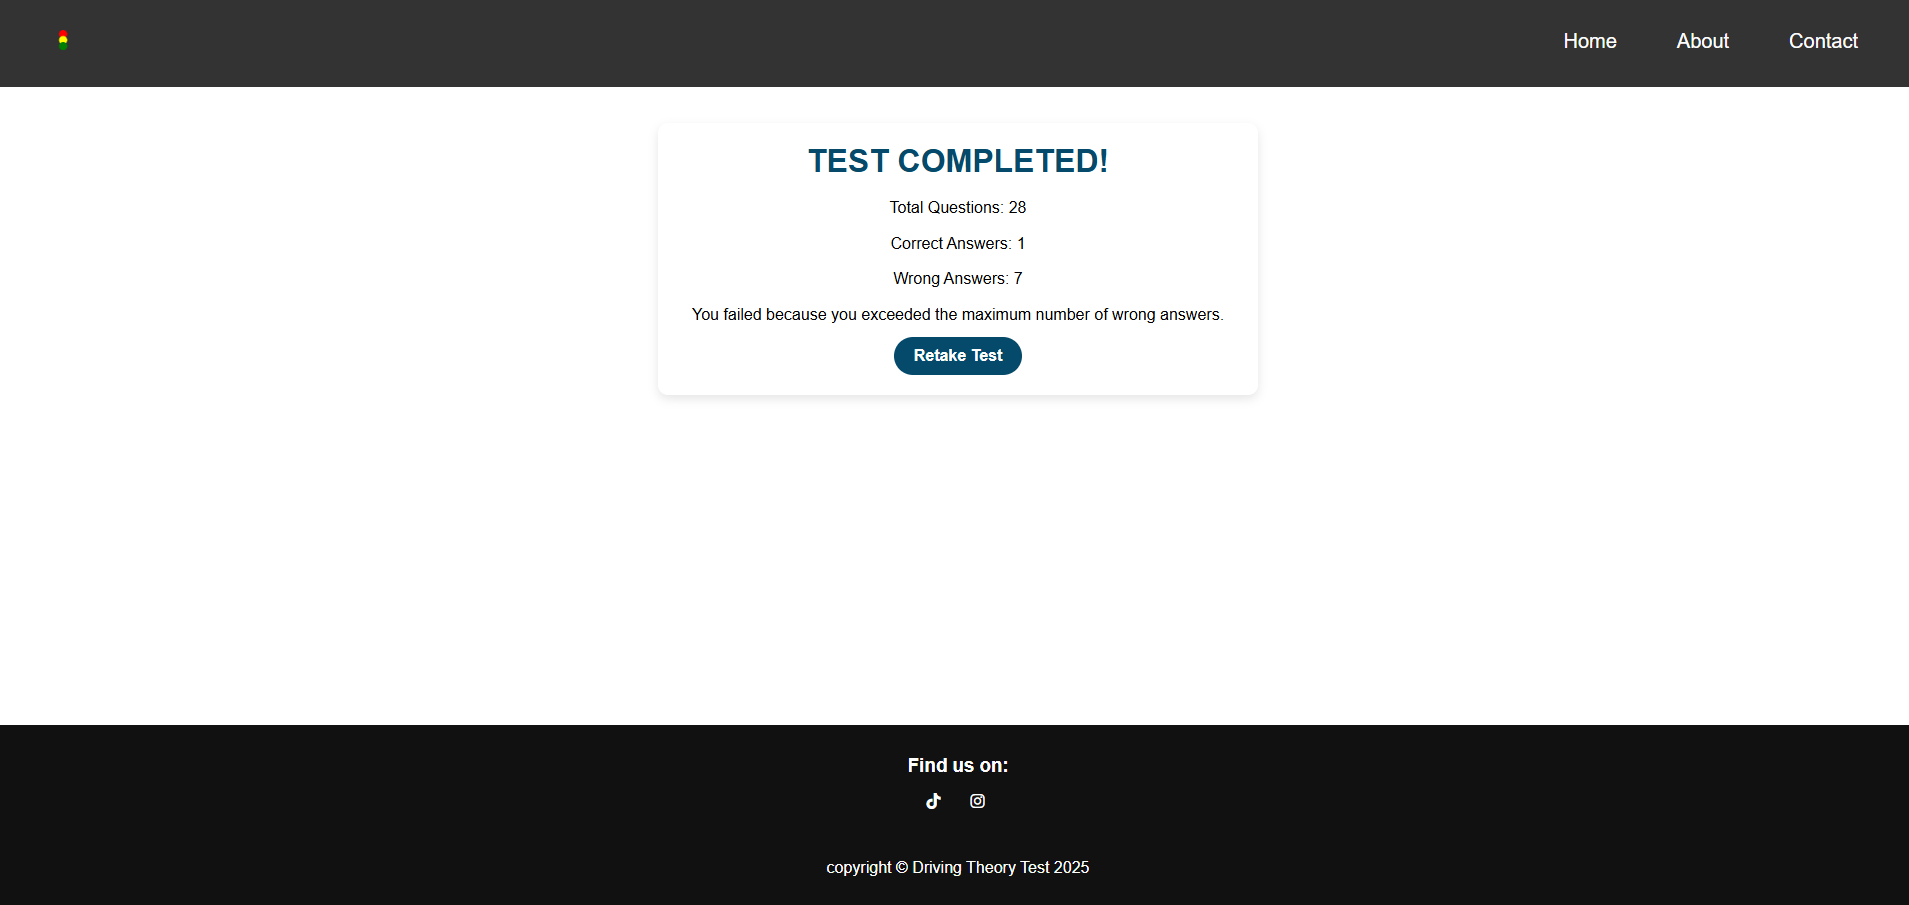 Home About Contact
TEST COMPLETED!
Total Questions: 28
Correct Answers: 1
Wrong Answers: 7
You failed because you exceeded the maximum number of wrong answers.
Retake Test
Find us on:
copyright © Driving Theory Test 2025